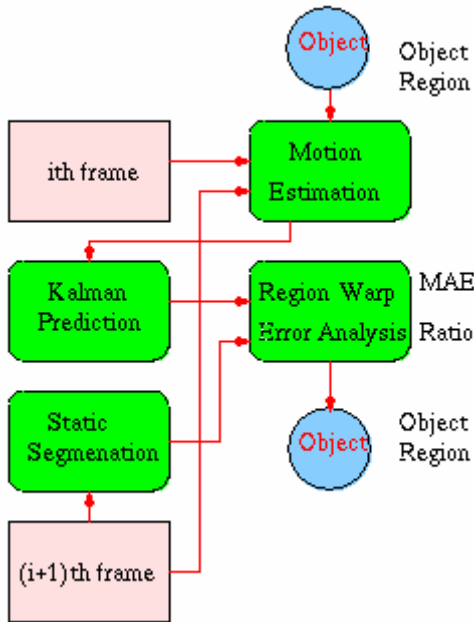 Object
Object
Region
ith frame
Motion
Estimation
Kalman
Prediction
Region Warp
Error Analysis
MAE
Ratio
Static
Segmenation
Object
Object
Region
(i+1)th frame